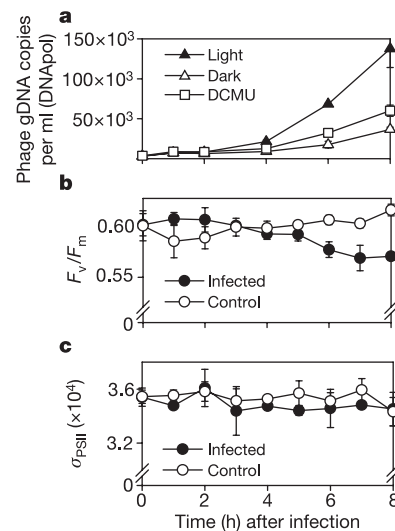 a
Phage gDNA copies
per ml (DNApol)
150×10³
100×10³
50×10³
Light
Dark
DCMU
b
Fv/Fm
0.60
0.55
0
Infected
Control
c
σPSII (×10⁴)
3.6
3.2
0
Infected
Control
0 2 4 6 8
Time (h) after infection